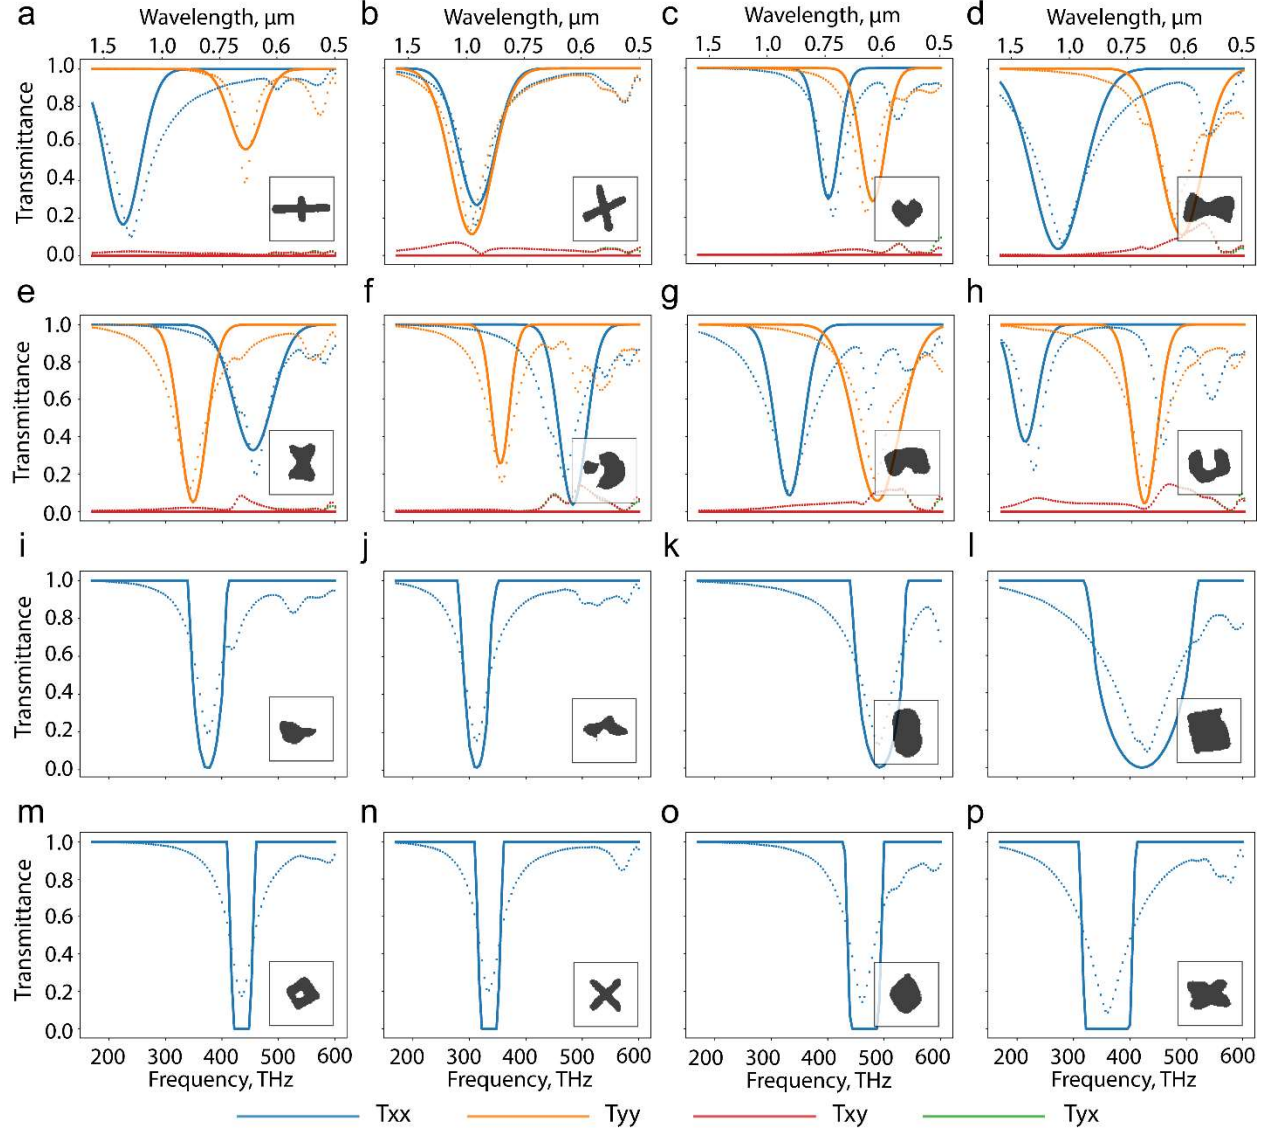 a b c d
Wavelength, μm Wavelength, μm Wavelength, μm Wavelength, μm
1.5 1.0 0.75 0.6 0.5 1.5 1.0 0.75 0.6 0.5 1.5 1.0 0.75 0.6 0.5 1.5 1.0 0.75 0.6 0.5
Transmittance
1.0
0.8
0.6
0.4
0.2
0.0
e f g h
Transmittance
1.0
0.8
0.6
0.4
0.2
0.0
i j k l
Transmittance
1.0
0.8
0.6
0.4
0.2
0.0
m n o p
Transmittance
1.0
0.8
0.6
0.4
0.2
0.0
200 300 400 500 600 200 300 400 500 600 200 300 400 500 600 200 300 400 500 600
Frequency, THz Frequency, THz Frequency, THz Frequency, THz
Txx Tyy Txy Tyx